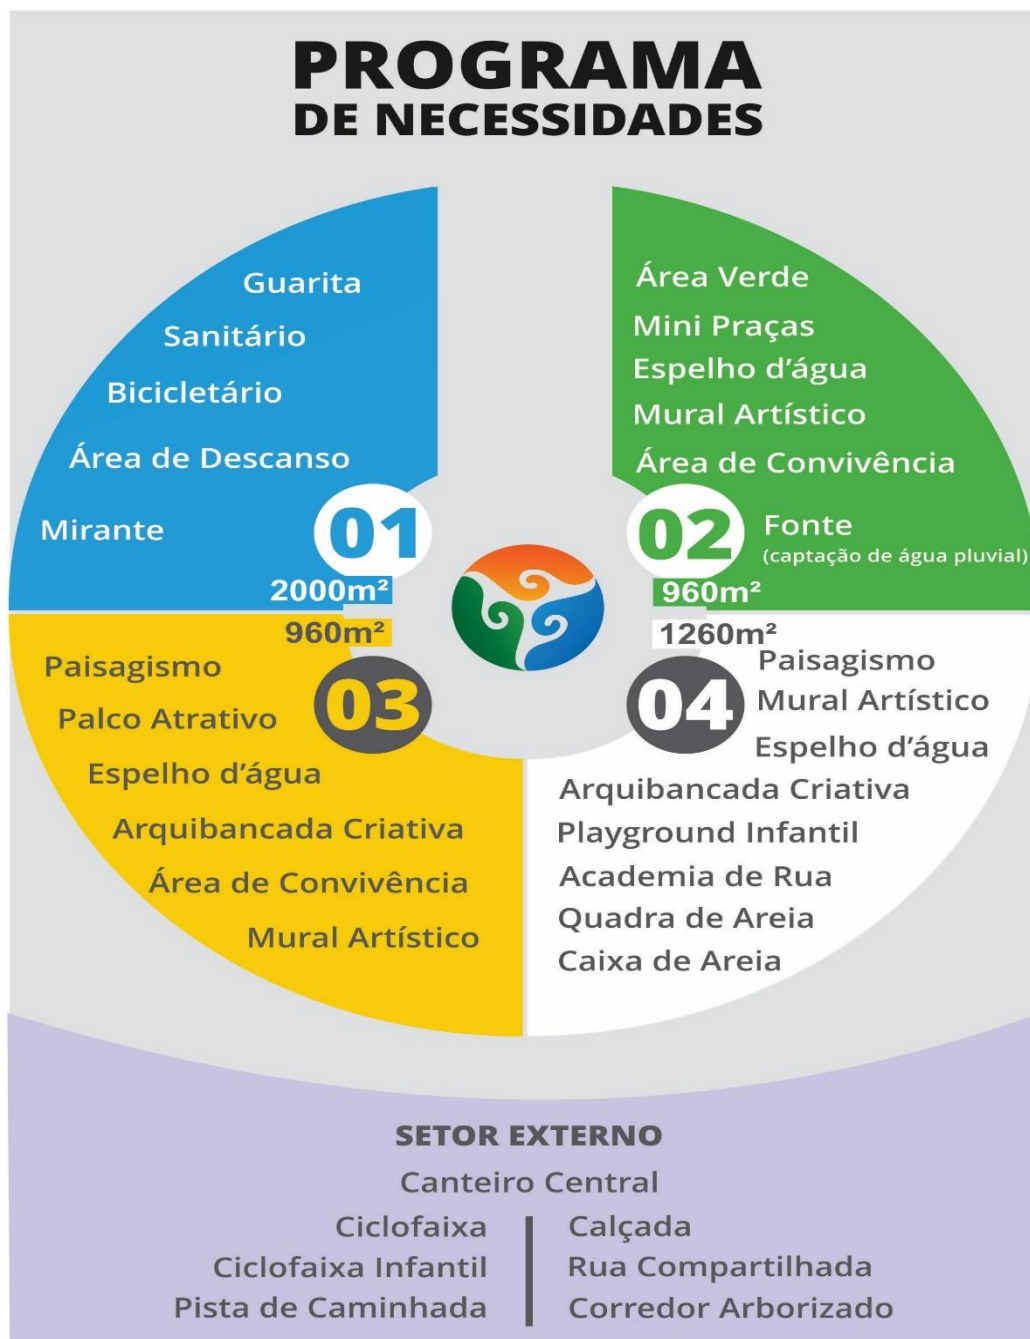 PROGRAMA
DE NECESSIDADES
Guarita
Sanitário
Bicicletário
Área de Descanso
Mirante
01
2000m²
Área Verde
Mini Praças
Espelho d’água
Mural Artístico
Área de Convivência
02
Fonte
(captação de água pluvial)
960m²
960m²
03
Paisagismo
Palco Atrativo
Espelho d’água
Arquibancada Criativa
Área de Convivência
Mural Artístico
1260m²
04
Paisagismo
Mural Artístico
Espelho d’água
Arquibancada Criativa
Playground Infantil
Academia de Rua
Quadra de Areia
Caixa de Areia
SETOR EXTERNO
Canteiro Central
Ciclofaixa
Ciclofaixa Infantil
Pista de Caminhada
Calçada
Rua Compartilhada
Corredor Arborizado